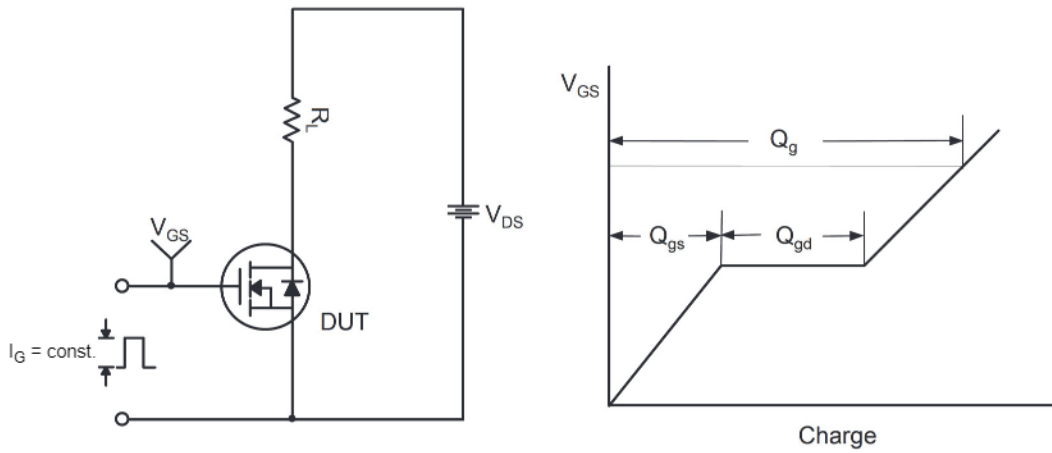 R_L
V_DS
V_GS
DUT
I_G = const.
V_GS
Q_g
Q_gs
Q_gd
Charge